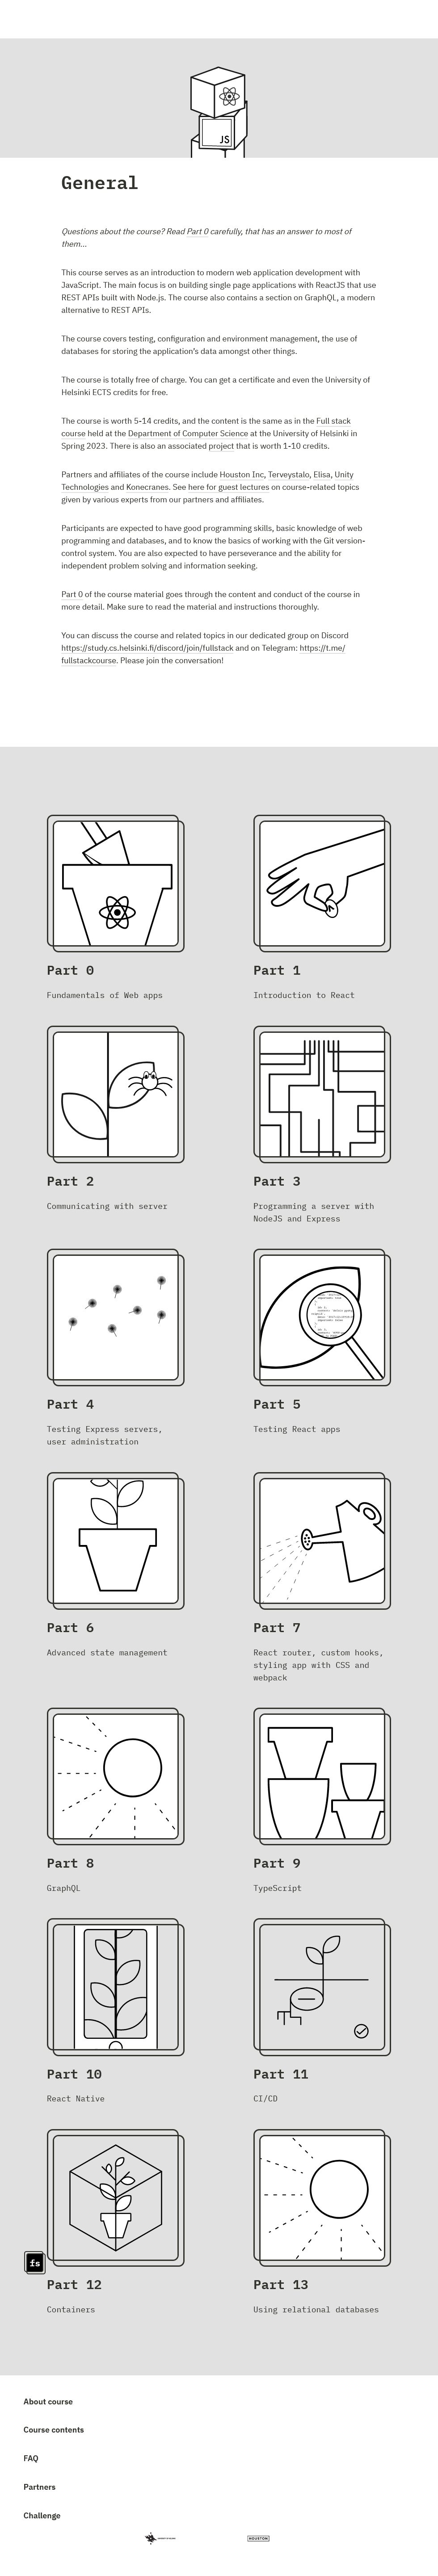 JS
General
Questions about the course? Read Part 0 carefully, that has an answer to most of
them...
This course serves as an introduction to modern web application development with
JavaScript. The main focus is on building single page applications with ReactJS that use
REST APIs built with Node.js. The course also contains a section on GraphQL, a modern
alternative to REST APIs.
The course covers testing, configuration and environment management, the use of
databases for storing the application's data amongst other things.
The course is totally free of charge. You can get a certificate and even the University of
Helsinki ECTS credits for free.
The course is worth 5-14 credits, and the content is the same as in the Full stack
course held at the Department of Computer Science at the University of Helsinki in
Spring 2023. There is also an associated project that is worth 1-10 credits.
Partners and affiliates of the course include Houston Inc, Terveystalo, Elisa, Unity
Technologies and Konecranes. See here for guest lectures on course-related topics
given by various experts from our partners and affiliates.
Participants are expected to have good programming skills, basic knowledge of web
programming and databases, and to know the basics of working with the Git version-
control system. You are also expected to have perseverance and the ability for
independent problem solving and information seeking.
Part 0 of the course material goes through the content and conduct of the course in
more detail. Make sure to read the material and instructions thoroughly.
You can discuss the course and related topics in our dedicated group on Discord
https://study.cs.helsinki.fi/discord/join/fullstack and on Telegram: https://t.me/
fullstackcourse. Please join the conversation!
Part 0
Fundamentals of Web apps
Part 1
Introduction to React
Part 2
Communicating with server
Part 3
Programming a server with
NodeJS and Express
Part 4
Testing Express servers,
user administration
Part 5
Testing React apps
Part 6
Advanced state management
Part 7
React router, custom hooks,
styling app with CSS and
webpack
Part 8
GraphQL
Part 9
TypeScript
Part 10
React Native
Part 11
CI/CD
fs
Part 12
Containers
Part 13
Using relational databases
About course
Course contents
FAQ
Partners
Challenge
HOUSTON